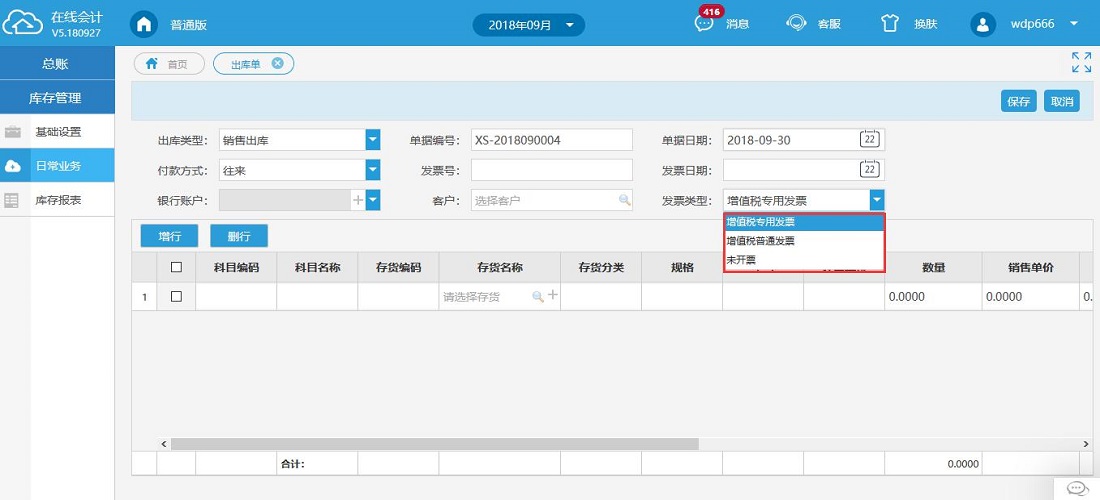 在线会计
V5.180927
普通版
2018年09月
416
消息
客服
换肤
wdp666
总账
库存管理
基础设置
日常业务
库存报表
首页
出库单
保存
取消
出库类型:
销售出库
单据编号:
XS-2018090004
单据日期:
2018-09-30
22
付款方式:
往来
发票号:
发票日期:
22
银行账户:
客户:
选择客户
发票类型:
增值税专用发票
增值税专用发票
增值税普通发票
未开票
增行
删行
科目编码
科目名称
存货编码
存货名称
存货分类
规格
数量
销售单价
1
请选择存货
0.0000
0.0000
0.
合计:
0.0000